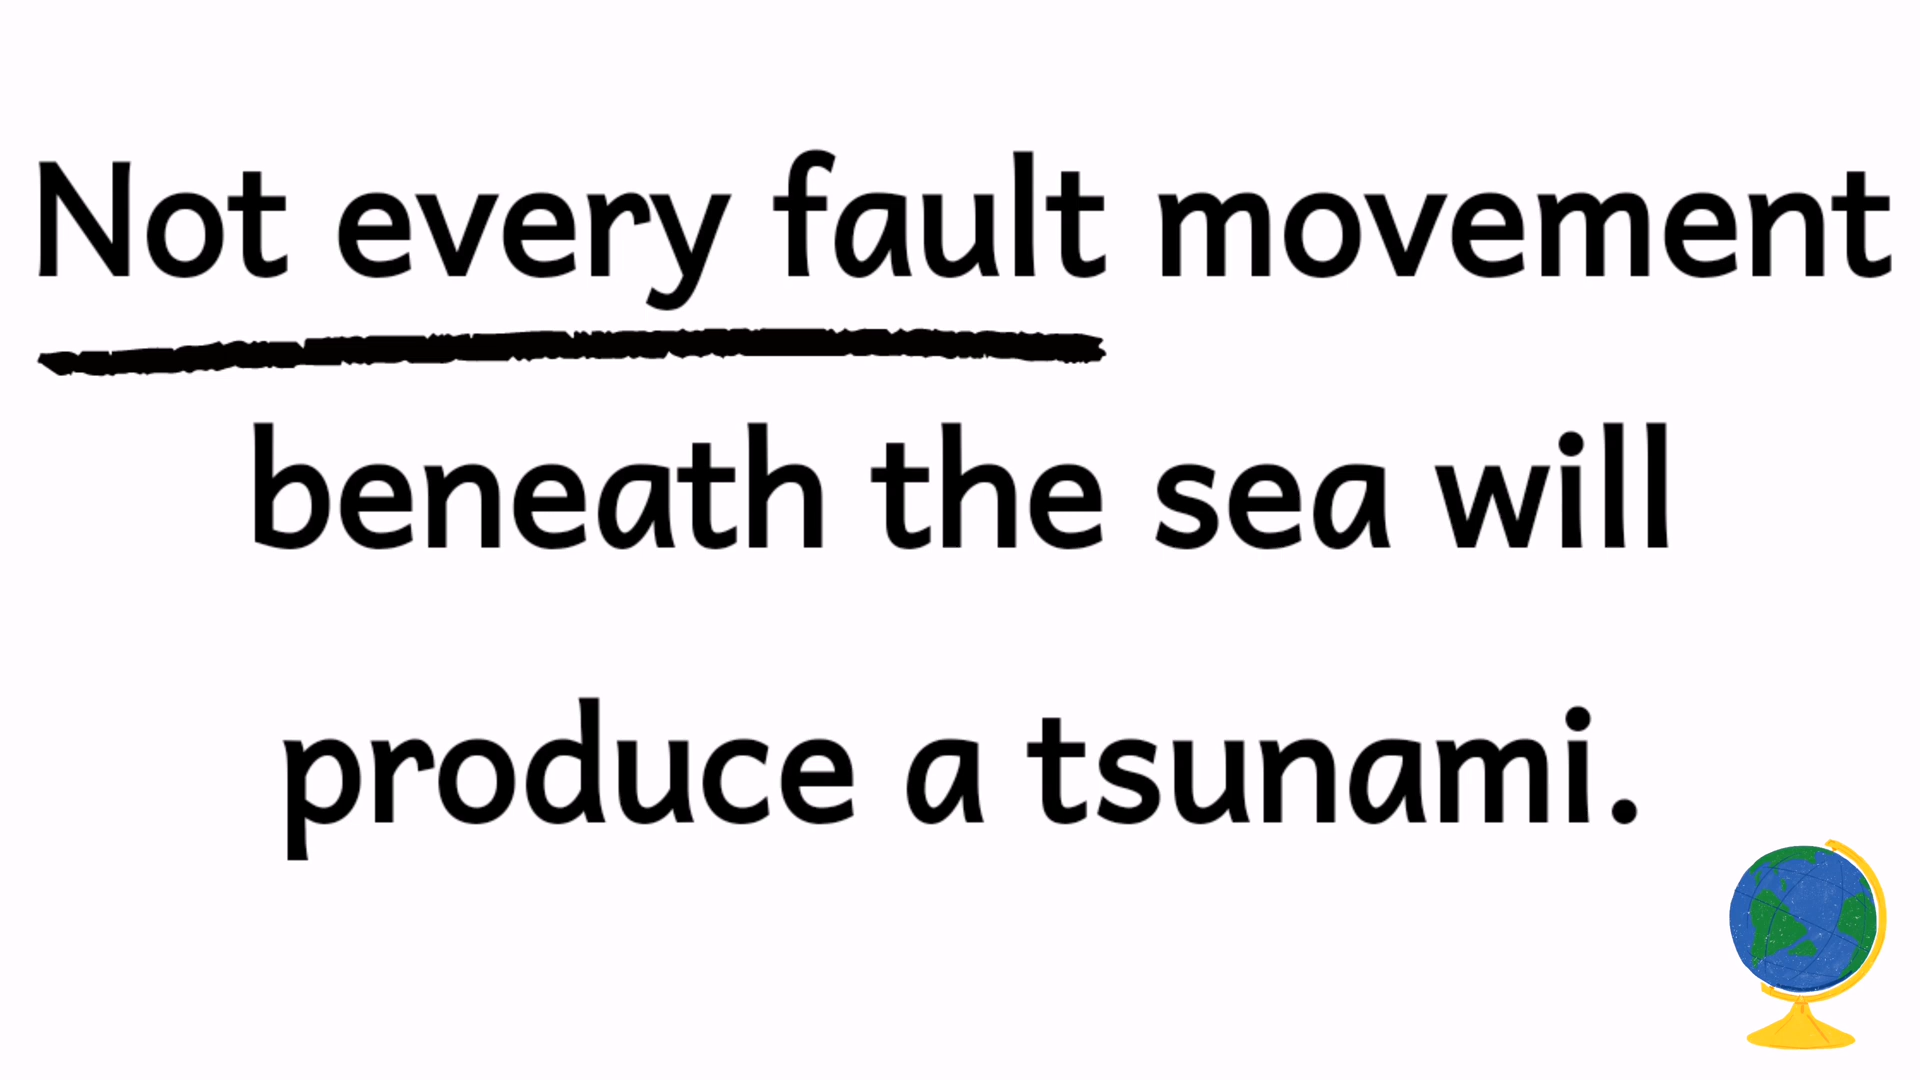 Not every fault movement
beneath the sea will
produce a tsunami.